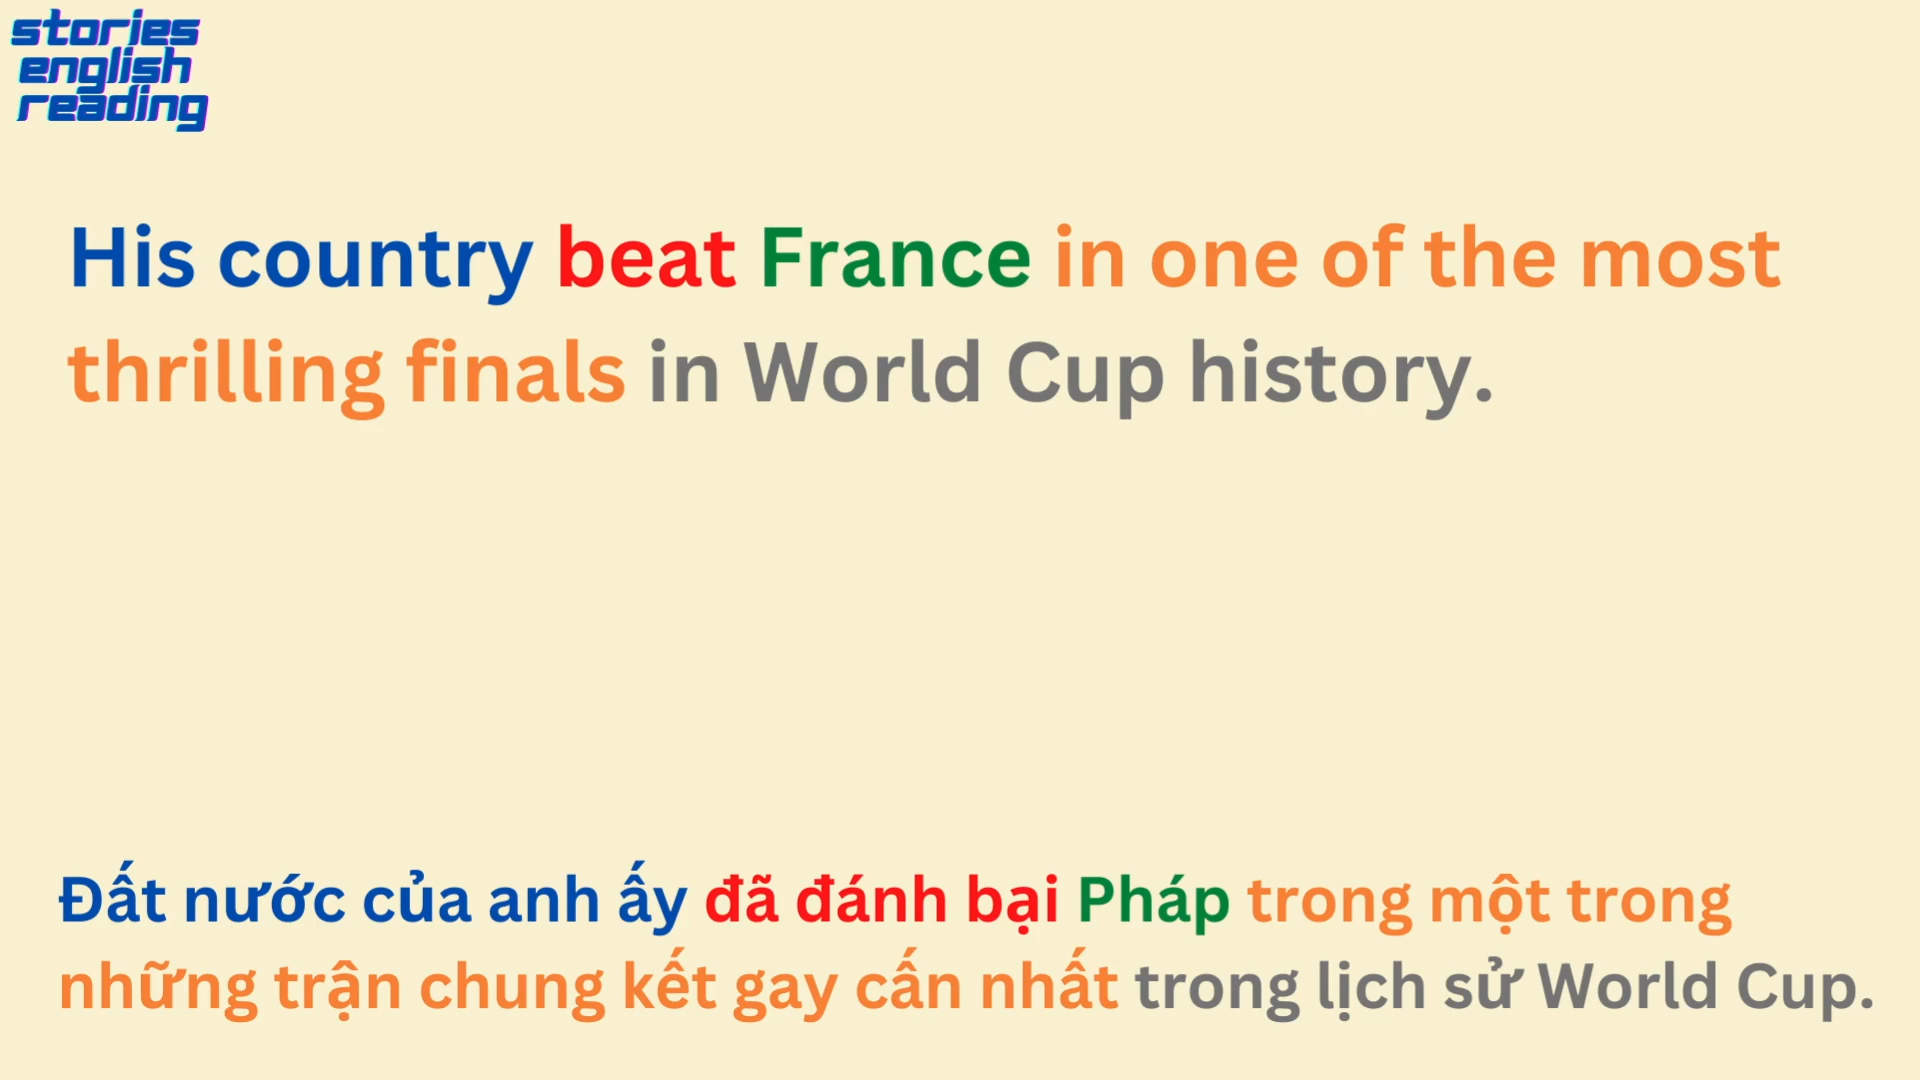 stories
english
reading
His country beat France in one of the most
thrilling finals in World Cup history.
Đất nước của anh ấy đã đánh bại Pháp trong một trong
những trận chung kết gay cấn nhất trong lịch sử World Cup.